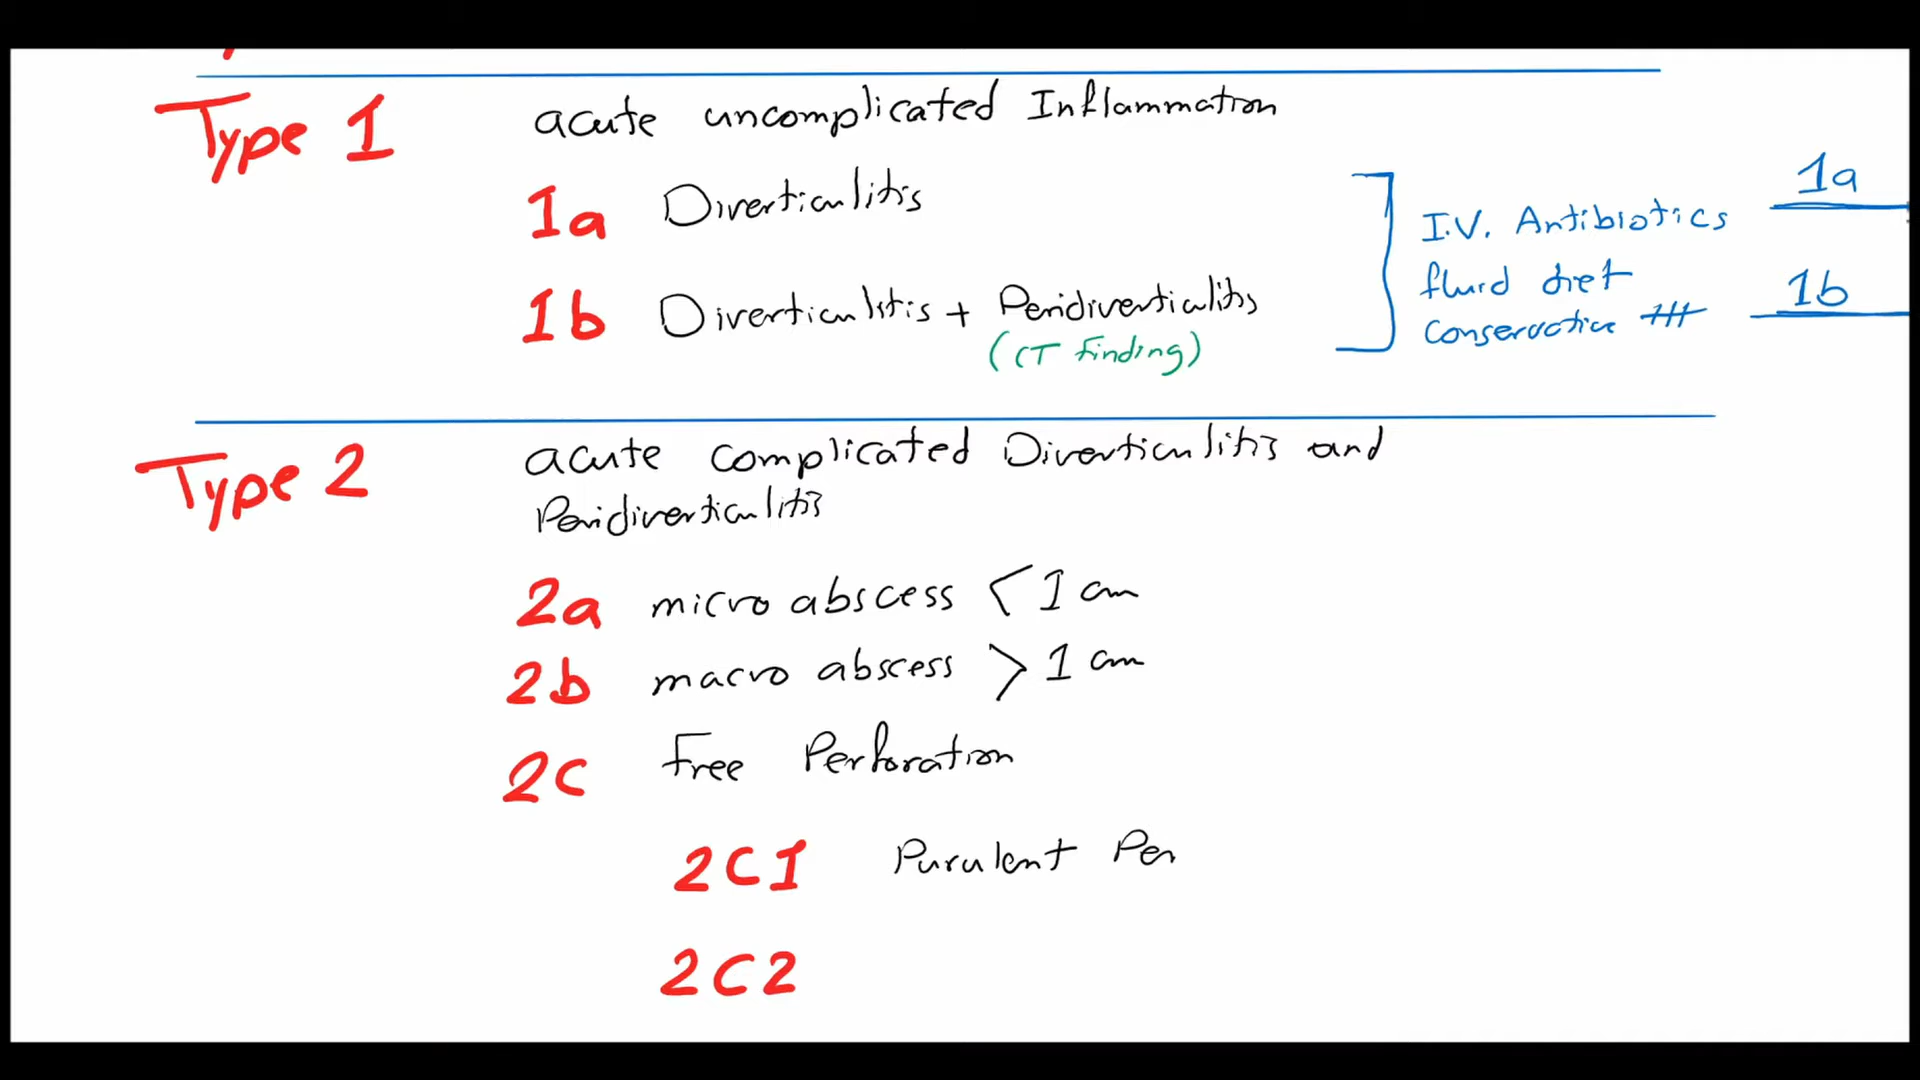 Type 1 acute uncomplicated Inflammation
1a Diverticulitis
1b Diverticulitis + Peridiverticulitis
(CT finding)
I.V. Antibiotics
fluid diet
conservative
1a
1b
Type 2 acute complicated Diverticulitis and
Peridiverticulitis
2a micro abscess < 1 cm
2b macro abscess > 1 cm
2c Free Perforation
2C1 Purulent Per
2C2